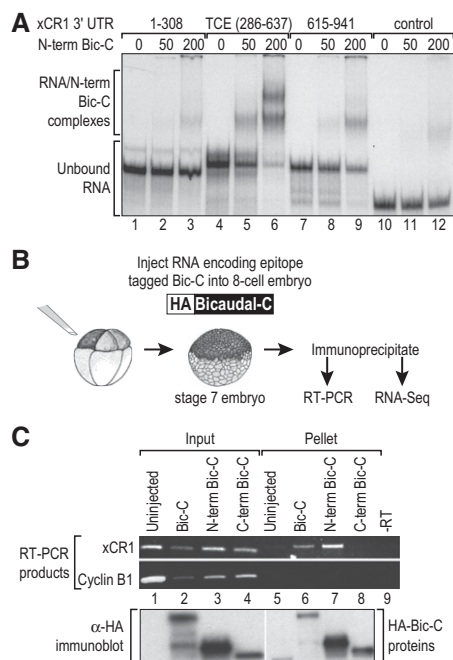 A
xCR1 3' UTR 1-308 TCE (286-637) 615-941 control
N-term Bic-C 0 50 200 0 50 200 0 50 200 0 50 200
RNA/N-term
Bic-C
complexes
Unbound
RNA
1 2 3 4 5 6 7 8 9 10 11 12
B
Inject RNA encoding epitope
tagged Bic-C into 8-cell embryo
HA Bicaudal-C
stage 7 embryo
Immunoprecipitate
RT-PCR RNA-Seq
C
Input Pellet
Uninjected Bic-C N-term Bic-C C-term Bic-C Uninjected Bic-C N-term Bic-C C-term Bic-C -RT
RT-PCR
products
xCR1
Cyclin B1
1 2 3 4 5 6 7 8 9
α-HA
immunoblot
HA-Bic-C
proteins